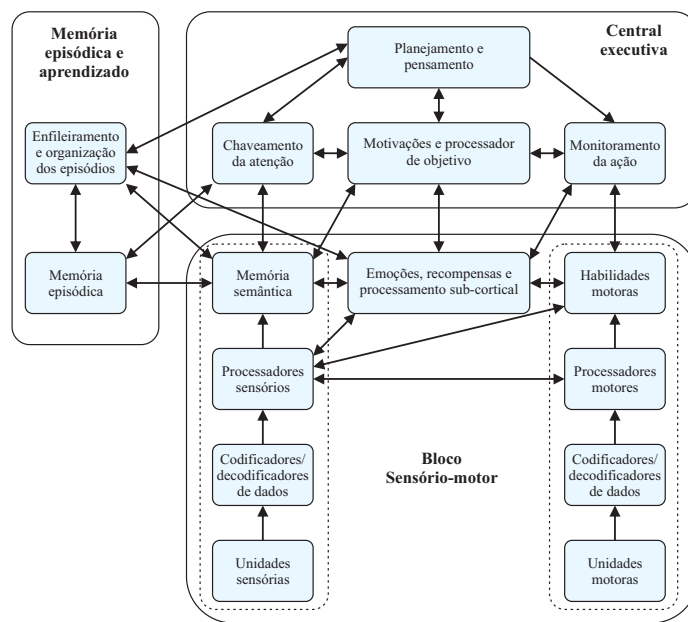 Memória
episódica e
aprendizado
Central
executiva
Planejamento e
pensamento
Enfileiramento
e organização
dos episódios
Chaveamento
da atenção
Motivações e processador
de objetivo
Monitoramento
da ação
Memória
episódica
Memória
semântica
Emoções, recompensas e
processamento sub-cortical
Habilidades
motoras
Processadores
sensórios
Processadores
motores
Codificadores/
decodificadores
de dados
Bloco
Sensório-motor
Codificadores/
decodificadores
de dados
Unidades
sensórias
Unidades
motoras